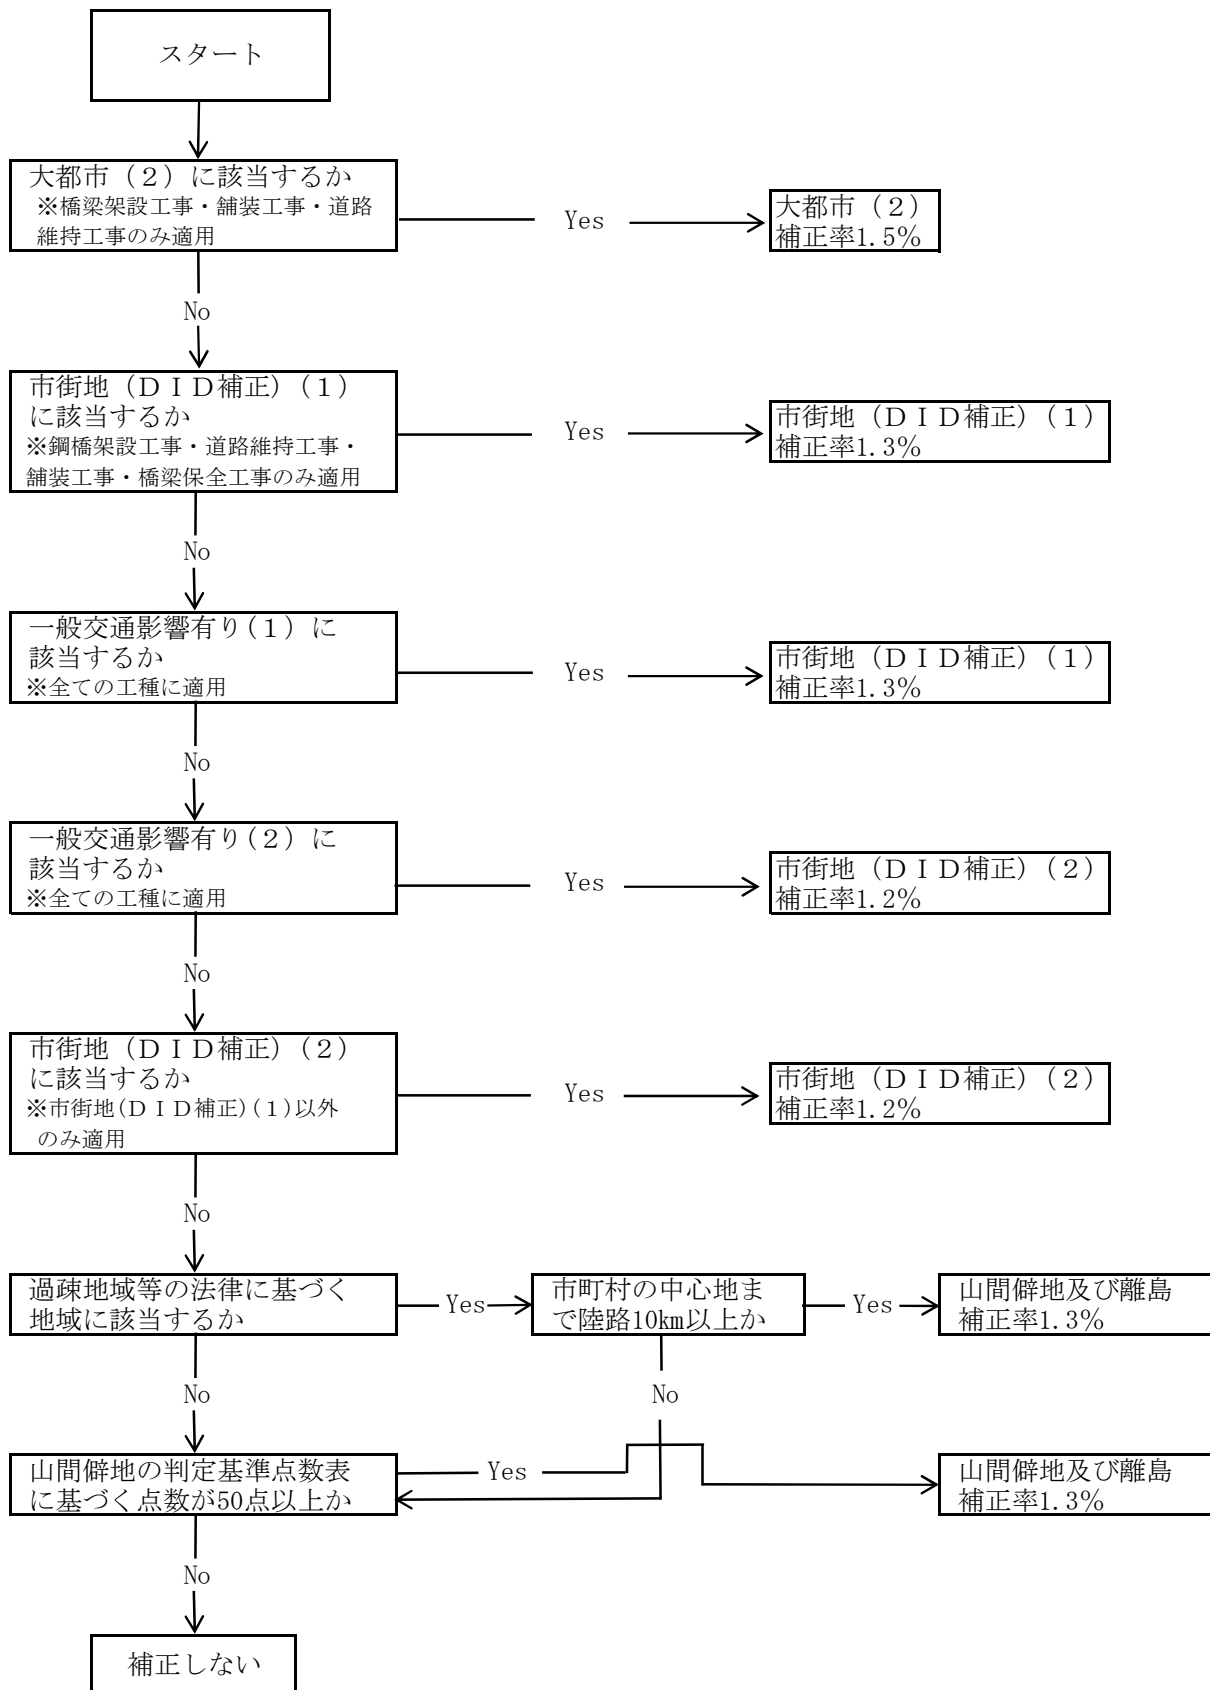 スタート
大都市（２）に該当するか
※橋梁架設工事・舗装工事・道路
維持工事のみ適用
Yes
大都市（２）
補正率1.5％
No
市街地（ＤＩＤ補正）（１）
に該当するか
※鋼橋架設工事・道路維持工事・
舗装工事・橋梁保全工事のみ適用
Yes
市街地（ＤＩＤ補正）（１）
補正率1.3％
No
一般交通影響有り(１）に
該当するか
※全ての工種に適用
Yes
市街地（ＤＩＤ補正）（１）
補正率1.3％
No
一般交通影響有り(２）に
該当するか
※全ての工種に適用
Yes
市街地（ＤＩＤ補正）（２）
補正率1.2％
No
市街地（ＤＩＤ補正）（２）
に該当するか
※市街地(ＤＩＤ補正)(１)以外
のみ適用
Yes
市街地（ＤＩＤ補正）（２）
補正率1.2％
No
過疎地域等の法律に基づく
地域に該当するか
Yes
市町村の中心地ま
で陸路10㎞以上か
Yes
山間僻地及び離島
補正率1.3％
No
No
山間僻地の判定基準点数表
に基づく点数が50点以上か
Yes
山間僻地及び離島
補正率1.3％
No
補正しない